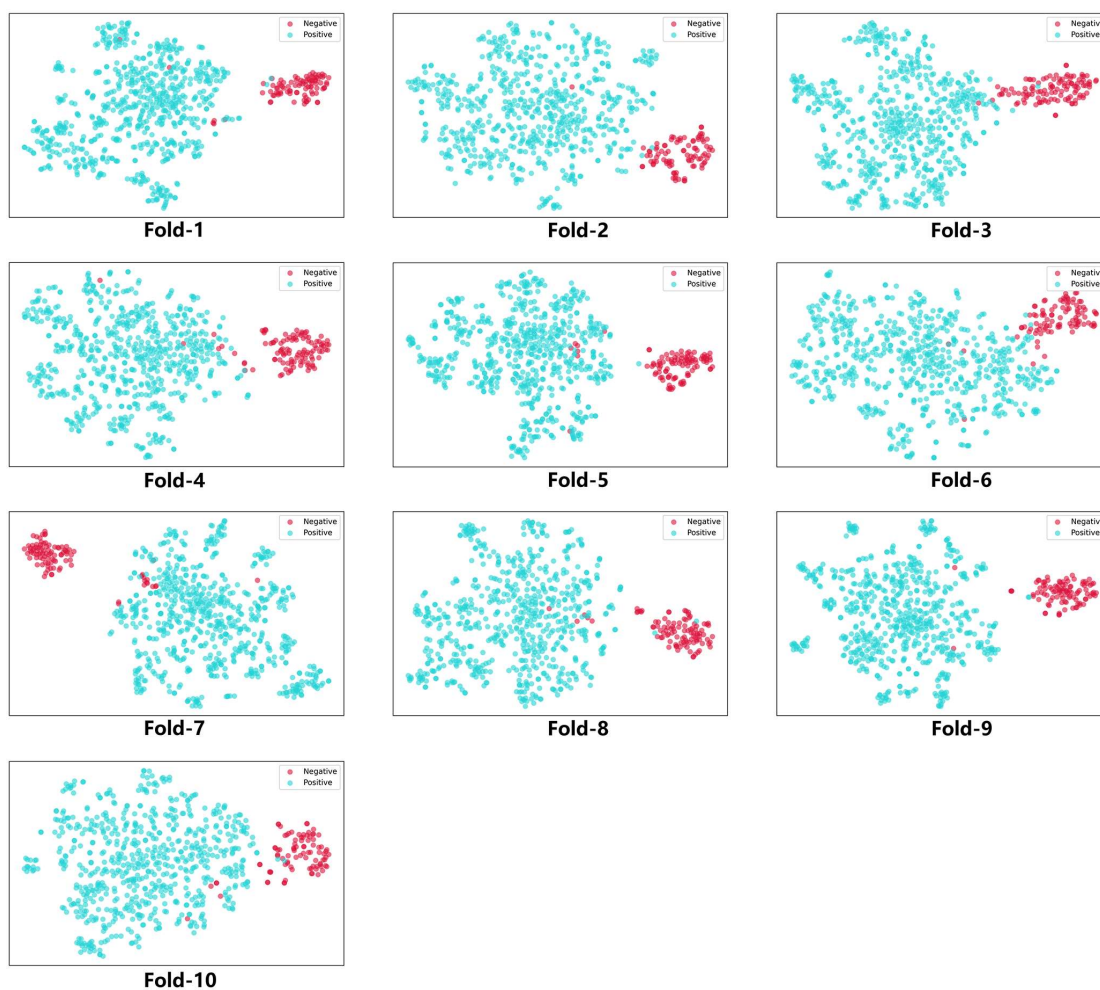 Negative
Positive
Fold-1
Negative
Positive
Fold-2
Negative
Positive
Fold-3
Negative
Positive
Fold-4
Negative
Positive
Fold-5
Negative
Positive
Fold-6
Negative
Positive
Fold-7
Negative
Positive
Fold-8
Negative
Positive
Fold-9
Negative
Positive
Fold-10